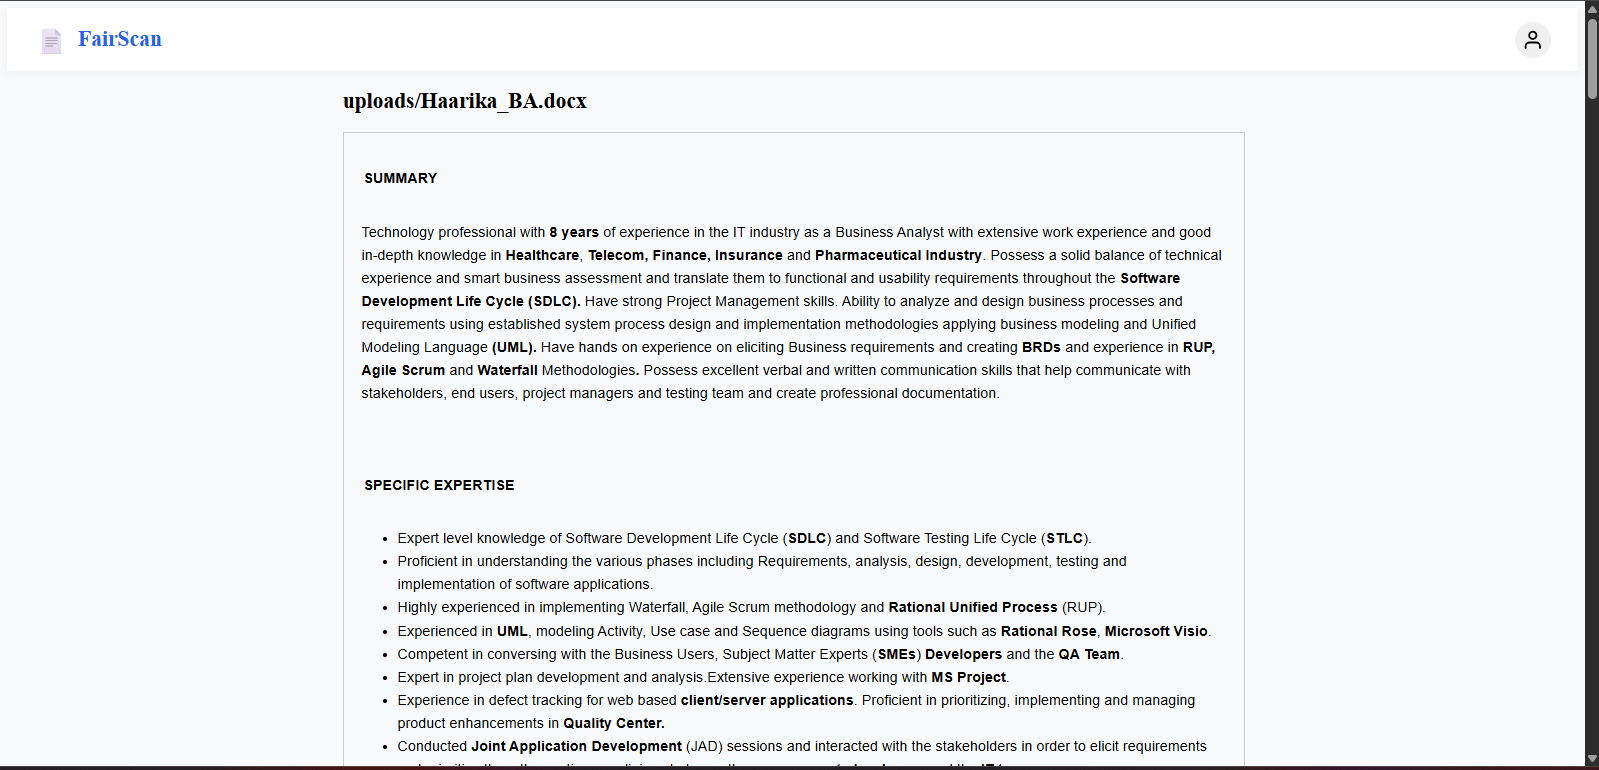 FairScan
uploads/Haarika_BA.docx
SUMMARY
Technology professional with 8 years of experience in the IT industry as a Business Analyst with extensive work experience and good
in-depth knowledge in Healthcare, Telecom, Finance, Insurance and Pharmaceutical Industry. Possess a solid balance of technical
experience and smart business assessment and translate them to functional and usability requirements throughout the Software
Development Life Cycle (SDLC). Have strong Project Management skills. Ability to analyze and design business processes and
requirements using established system process design and implementation methodologies applying business modeling and Unified
Modeling Language (UML). Have hands on experience on eliciting Business requirements and creating BRDs and experience in RUP,
Agile Scrum and Waterfall Methodologies. Possess excellent verbal and written communication skills that help communicate with
stakeholders, end users, project managers and testing team and create professional documentation.
SPECIFIC EXPERTISE
• Expert level knowledge of Software Development Life Cycle (SDLC) and Software Testing Life Cycle (STLC).
• Proficient in understanding the various phases including Requirements, analysis, design, development, testing and
implementation of software applications.
• Highly experienced in implementing Waterfall, Agile Scrum methodology and Rational Unified Process (RUP).
• Experienced in UML, modeling Activity, Use case and Sequence diagrams using tools such as Rational Rose, Microsoft Visio.
• Competent in conversing with the Business Users, Subject Matter Experts (SMEs) Developers and the QA Team.
• Expert in project plan development and analysis.Extensive experience working with MS Project.
• Experience in defect tracking for web based client/server applications. Proficient in prioritizing, implementing and managing
product enhancements in Quality Center.
• Conducted Joint Application Development (JAD) sessions and interacted with the stakeholders in order to elicit requirements